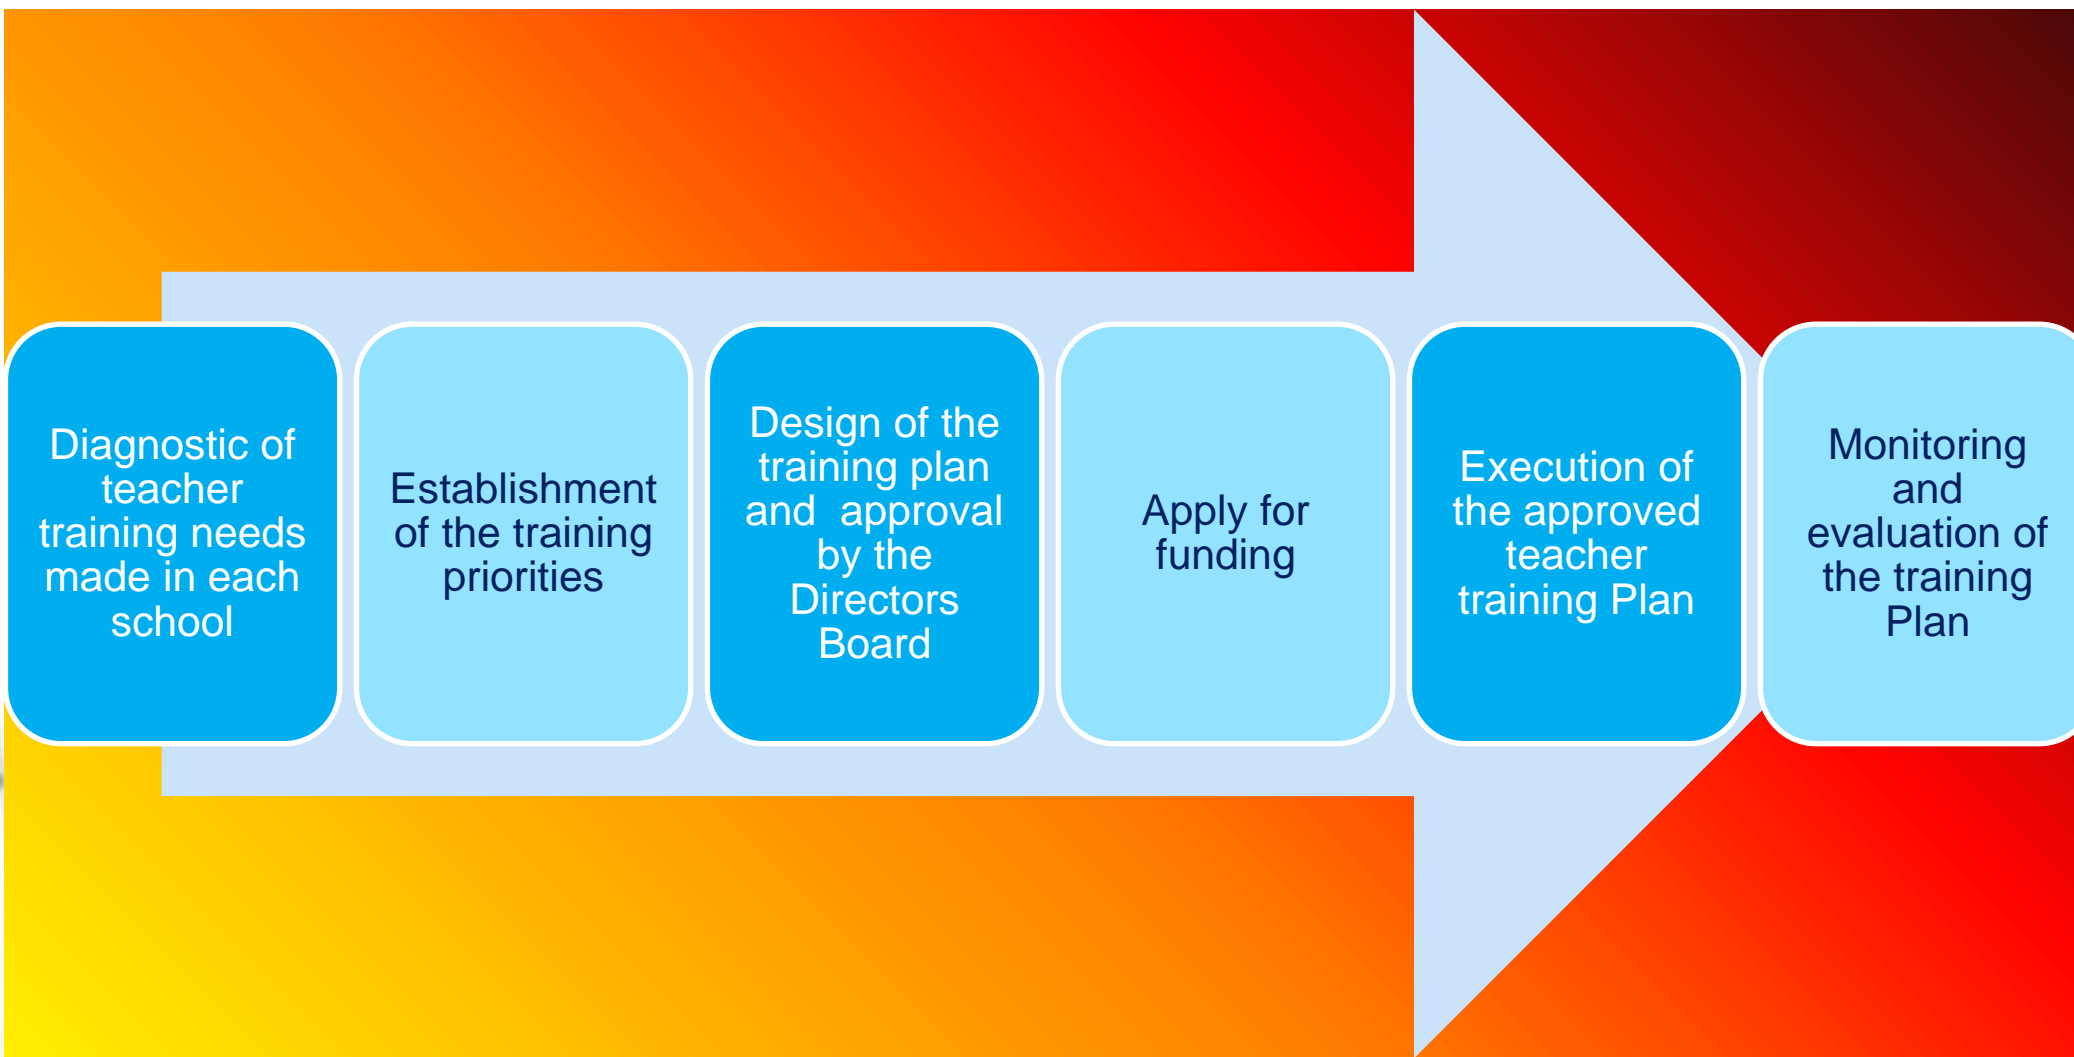 Diagnostic of
teacher
training needs
made in each
school
Establishment
of the training
priorities
Design of the
training plan
and  approval
by the
Directors
Board
Apply for
funding
Execution of
the approved
teacher
training Plan
Monitoring
and
evaluation of
the training
Plan